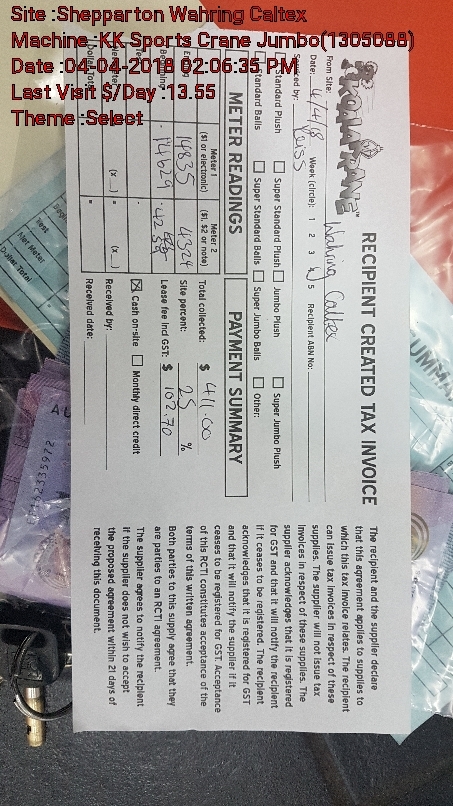 Site :Shepparton Wahring Caltex
Machine :KK Sports Crane Jumbo(1305088)
Date :04-04-2018 02:06:35 PM
Last Visit $/Day :13.55
Theme :Select
KOALA KRANE™
RECIPIENT CREATED TAX INVOICE
From Site: Wahring Caltex
Date: 4/4/18 Week (circle): 1 2 3 4 5 Recipient ABN No:
Serviced by: Russ
Standard Plush Super Standard Plush Jumbo Plush Super Jumbo Plush
Standard Balls Super Standard Balls Super Jumbo Balls Other:
METER READINGS
Meter 1 Meter 2
($1 or electronic) ($1, $2 or note)
14835 4324
14629
(x ) (x )
PAYMENT SUMMARY
Total collected: $ 411.00
Site percent: 25 %
Lease fee incl GST: $ 102.70
Cash on-site Monthly direct credit
Received by:
Received date:
The recipient and the supplier declare
that this agreement applies to supplies to
which this tax invoice relates. The recipient
can issue tax invoices in respect of these
supplies. The supplier will not issue tax
invoices in respect of these supplies. The
supplier acknowledges that it is registered
for GST and that it will notify the recipient
if it ceases to be registered. The recipient
acknowledges that it is registered for GST
and that it will notify the supplier if it
ceases to be registered for GST. Acceptance
of this RCTI constitutes acceptance of the
terms of this written agreement.
Both parties to this supply agree that they
are parties to an RCTI agreement.
The supplier agrees to notify the recipient
if the supplier does not wish to accept
the proposed agreement within 21 days of
receiving this document.
Net Meter
Dollar Total